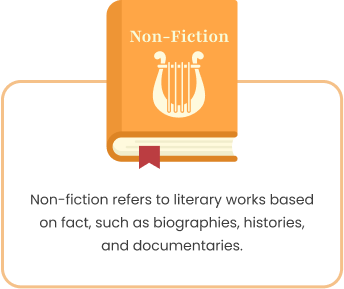 Non-Fiction
Non-fiction refers to literary works based
on fact, such as biographies, histories,
and documentaries.